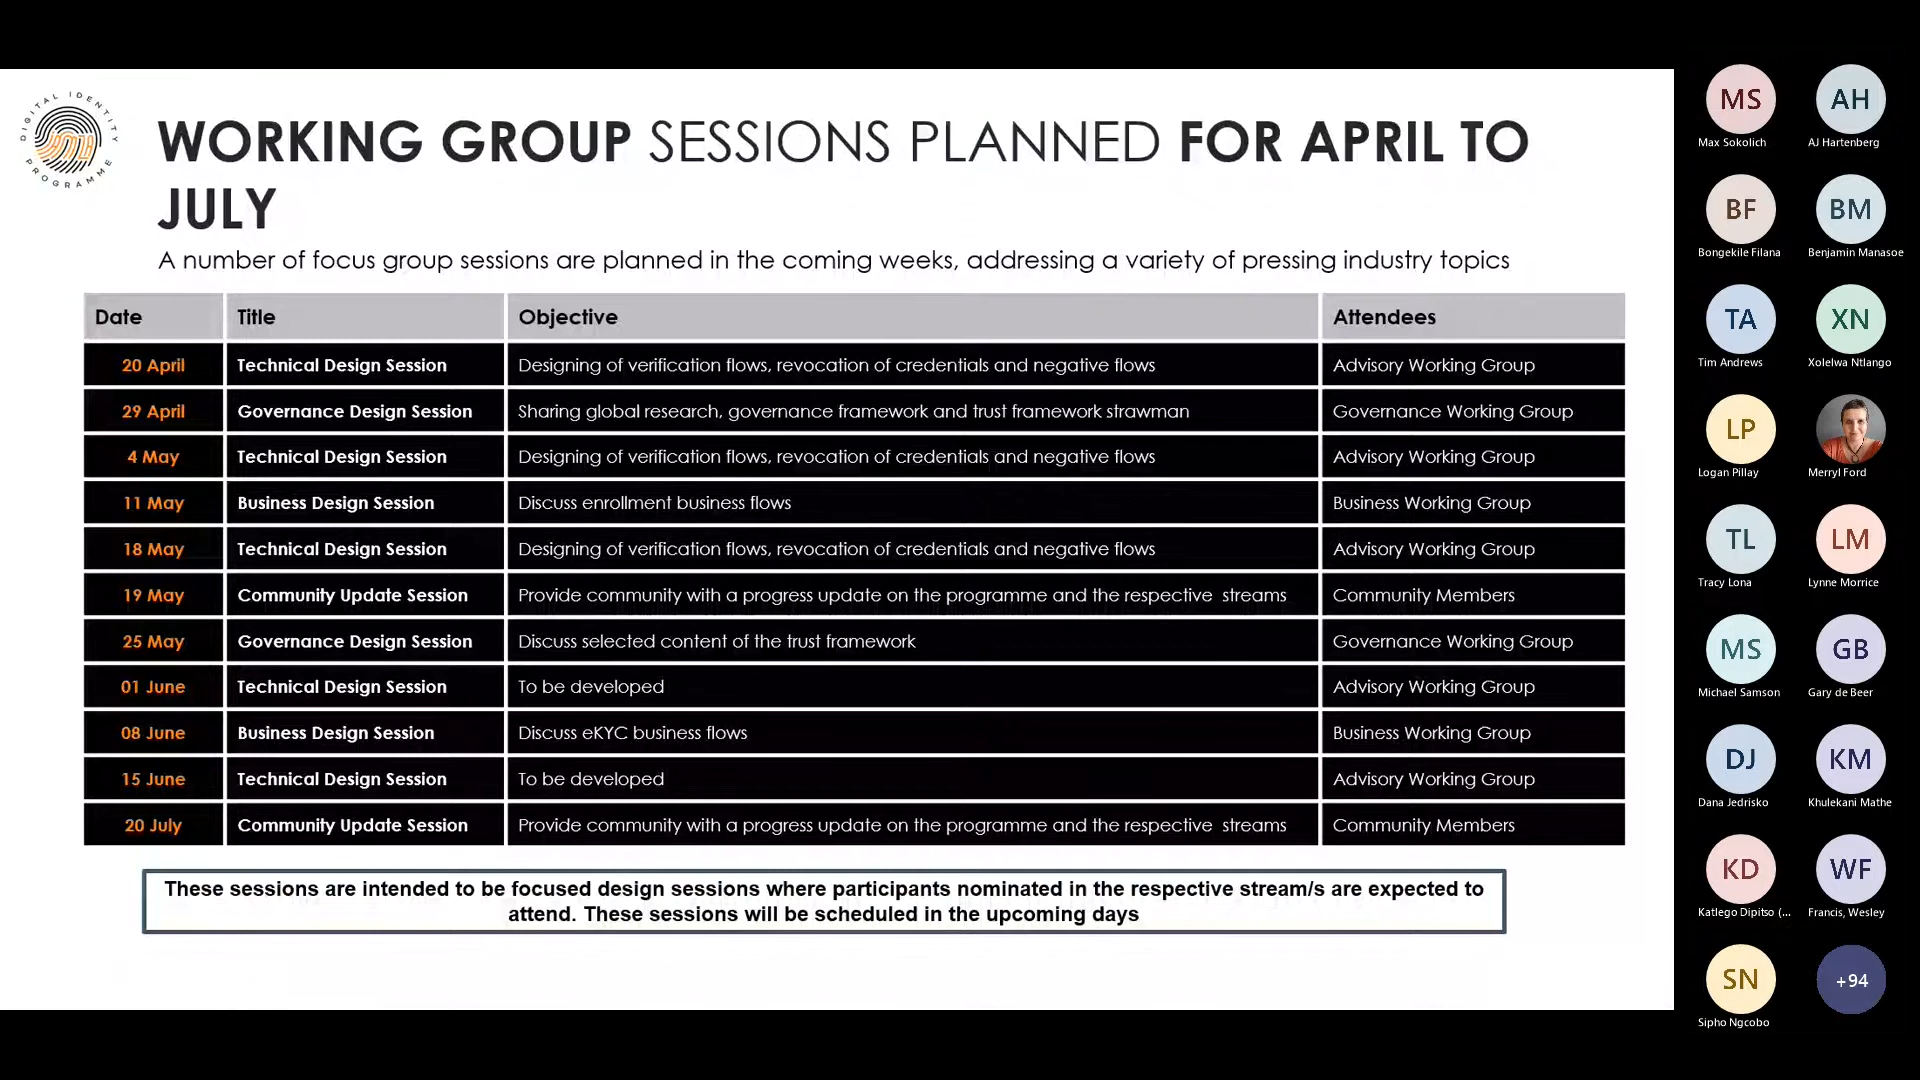 DIGITAL IDENTITY
PROGRAMME
WORKING GROUP SESSIONS PLANNED FOR APRIL TO
JULY
A number of focus group sessions are planned in the coming weeks, addressing a variety of pressing industry topics
Date Title Objective Attendees
20 April Technical Design Session Designing of verification flows, revocation of credentials and negative flows Advisory Working Group
29 April Governance Design Session Sharing global research, governance framework and trust framework strawman Governance Working Group
4 May Technical Design Session Designing of verification flows, revocation of credentials and negative flows Advisory Working Group
11 May Business Design Session Discuss enrollment business flows Business Working Group
18 May Technical Design Session Designing of verification flows, revocation of credentials and negative flows Advisory Working Group
19 May Community Update Session Provide community with a progress update on the programme and the respective streams Community Members
25 May Governance Design Session Discuss selected content of the trust framework Governance Working Group
01 June Technical Design Session To be developed Advisory Working Group
08 June Business Design Session Discuss eKYC business flows Business Working Group
15 June Technical Design Session To be developed Advisory Working Group
20 July Community Update Session Provide community with a progress update on the programme and the respective streams Community Members
These sessions are intended to be focused design sessions where participants nominated in the respective stream/s are expected to
attend. These sessions will be scheduled in the upcoming days
MS AH
Max Sokolich AJ Hartenberg
BF BM
Bongekile Filana Benjamin Manasoe
TA XN
Tim Andrews Xolelwa Ntlango
LP
Logan Pillay Merryl Ford
TL LM
Tracy Lona Lynne Morrice
MS GB
Michael Samson Gary de Beer
DJ KM
Dana Jedrisko Khulekani Mathe
KD WF
Katlego Dipitso (... Francis, Wesley
SN +94
Sipho Ngcobo